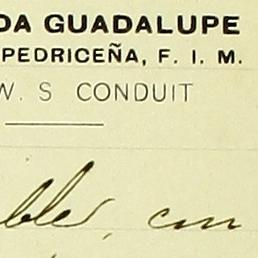 DA GUADALUPE
PEDRICEÑA, F. I. M.
W. S CONDUIT